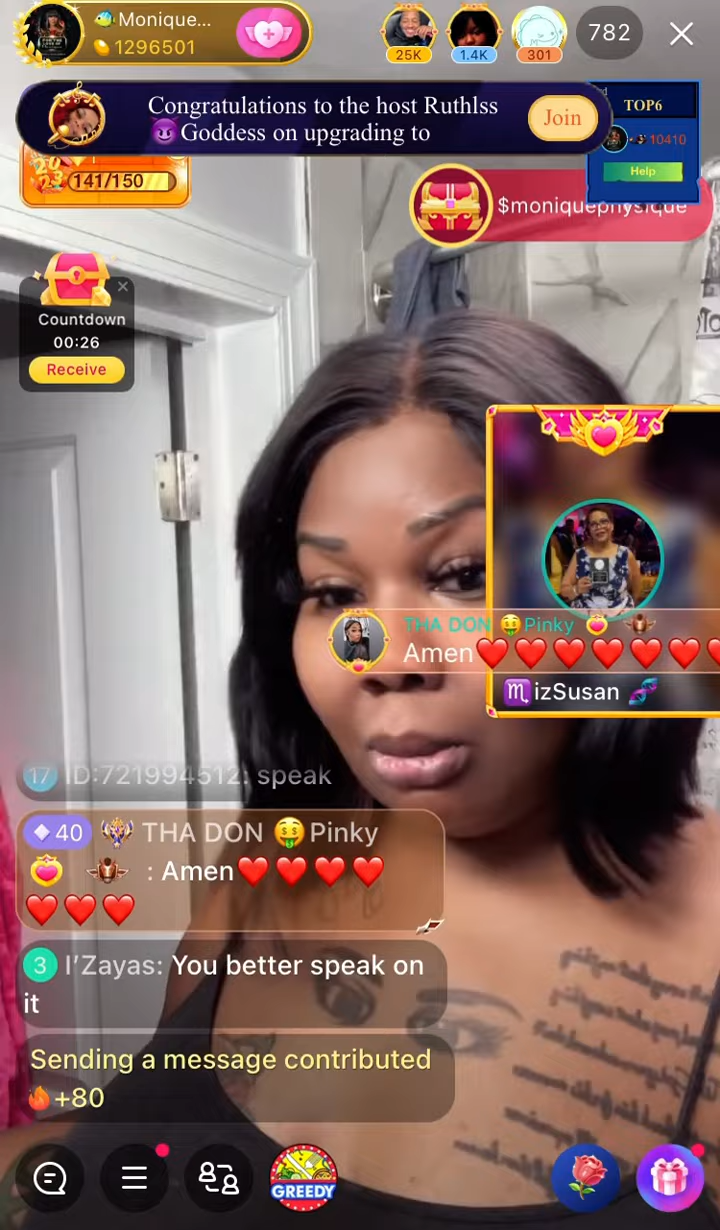 Monique...
1296501
25K
1.4K
301
782
Congratulations to the host Ruthlss
😈Goddess on upgrading to
Join
TOP6
10410
Help
141/150
$moniquephysique
Countdown
00:26
Receive
THA DON 🤑Pinky
Amen❤️❤️❤️❤️❤️❤️❤️
♏izSusan 🧬
17 ID:721994512: speak
40 THA DON 🤑Pinky
: Amen❤️❤️❤️❤️
❤️❤️❤️
3 I'Zayas: You better speak on
it
Sending a message contributed
🔥+80
GREEDY